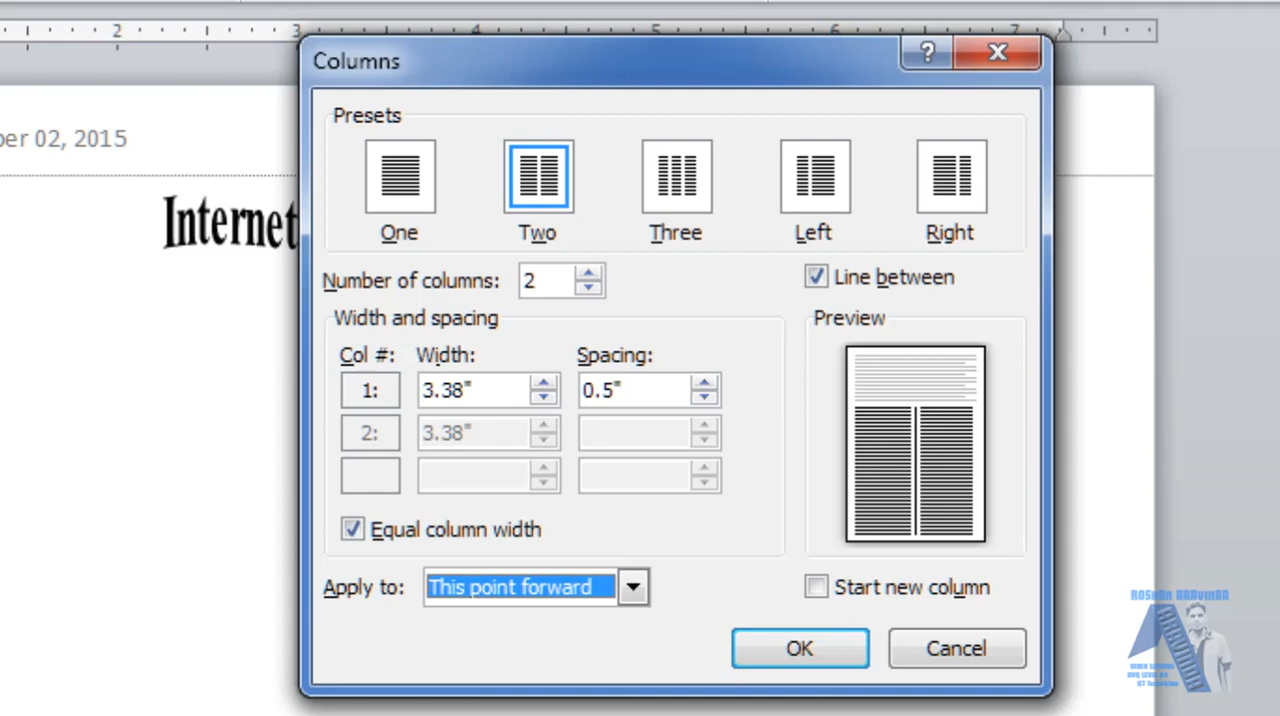 2 3 4 5 6 7
Columns
?
Presets
ber 02, 2015
Internet
One Two Three Left Right
Number of columns: 2
Line between
Width and spacing
Preview
Col #: Width: Spacing:
1: 3.38" 0.5"
2: 3.38"
Equal column width
Apply to: This point forward
Start new column
OK Cancel